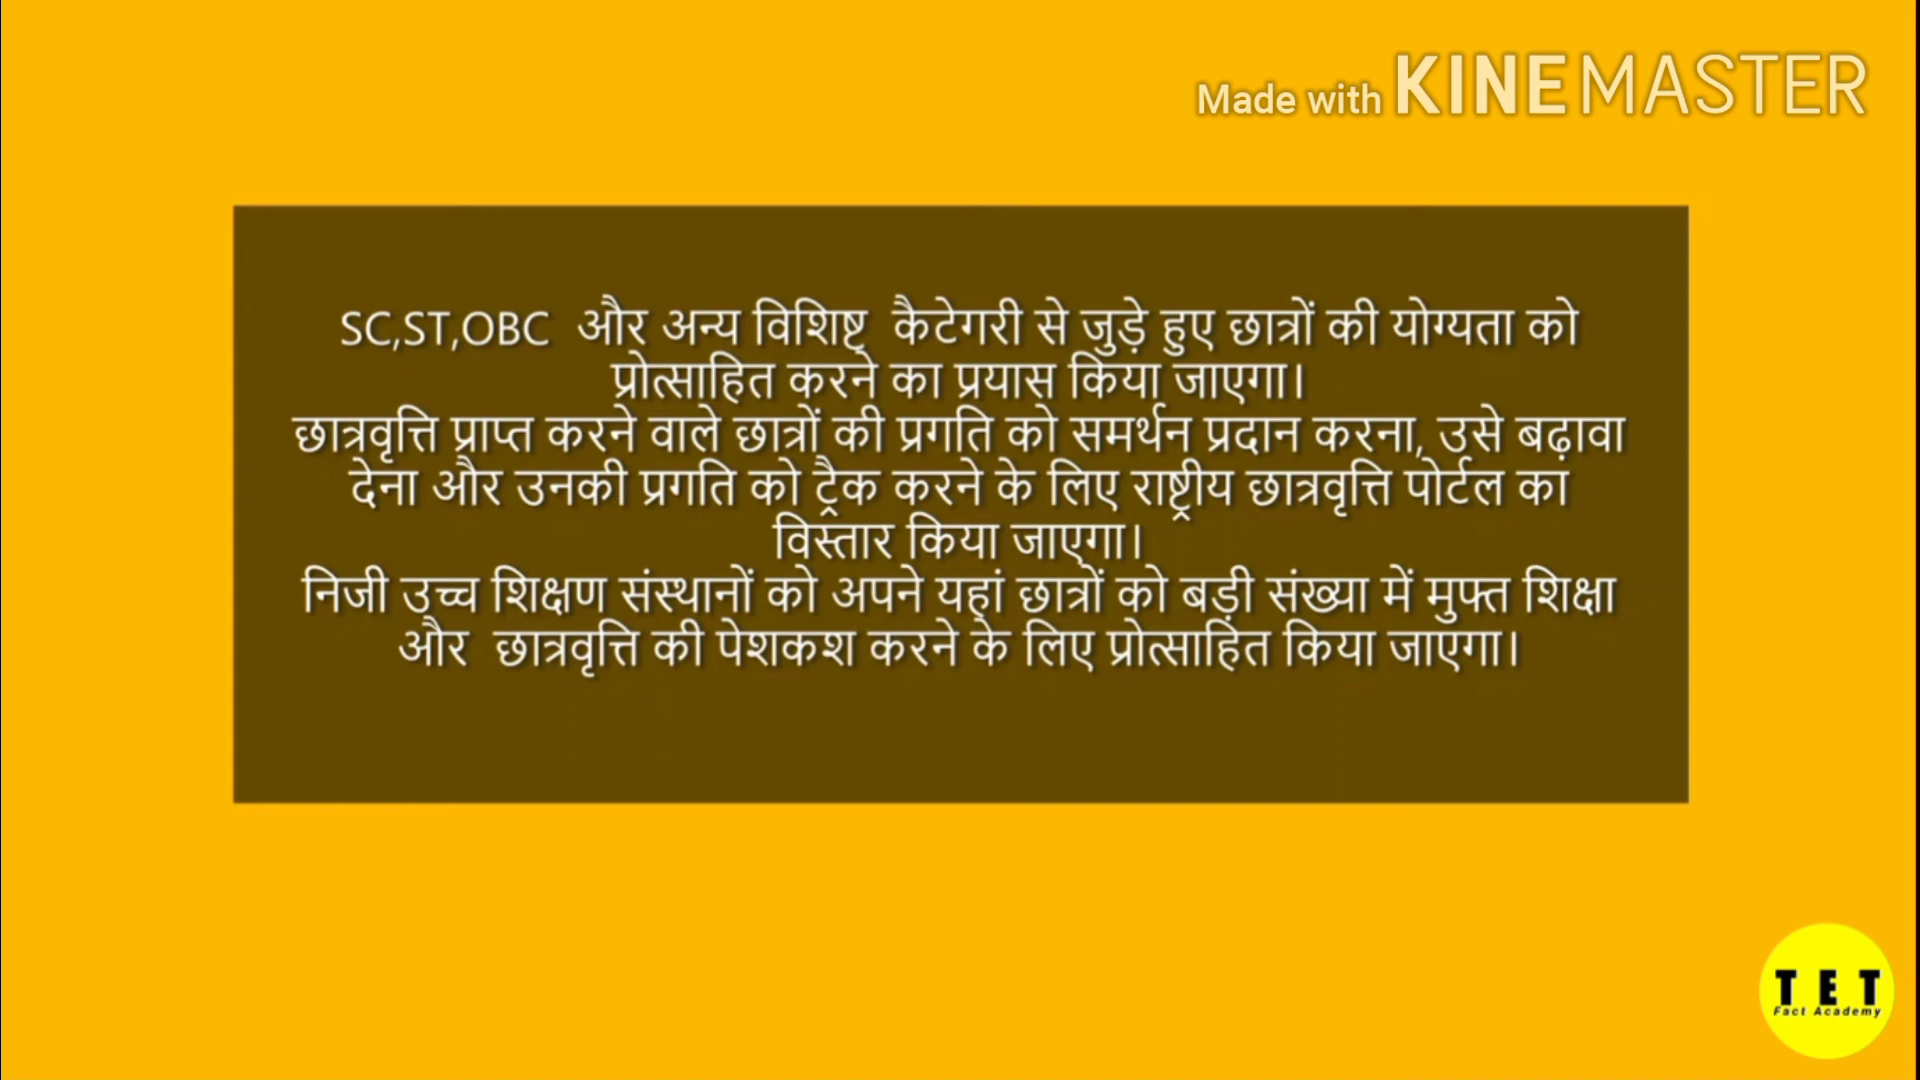 Made with KINEMASTER
SC,ST,OBC और अन्य विशिष्ट कैटेगरी से जुड़े हुए छात्रों की योग्यता को
प्रोत्साहित करने का प्रयास किया जाएगा।
छात्रवृत्ति प्राप्त करने वाले छात्रों की प्रगति को समर्थन प्रदान करना, उसे बढ़ावा
देना और उनकी प्रगति को ट्रैक करने के लिए राष्ट्रीय छात्रवृत्ति पोर्टल का
विस्तार किया जाएगा।
निजी उच्च शिक्षण संस्थानों को अपने यहां छात्रों को बड़ी संख्या में मुफ्त शिक्षा
और छात्रवृत्ति की पेशकश करने के लिए प्रोत्साहित किया जाएगा।
TET
Fact Academy